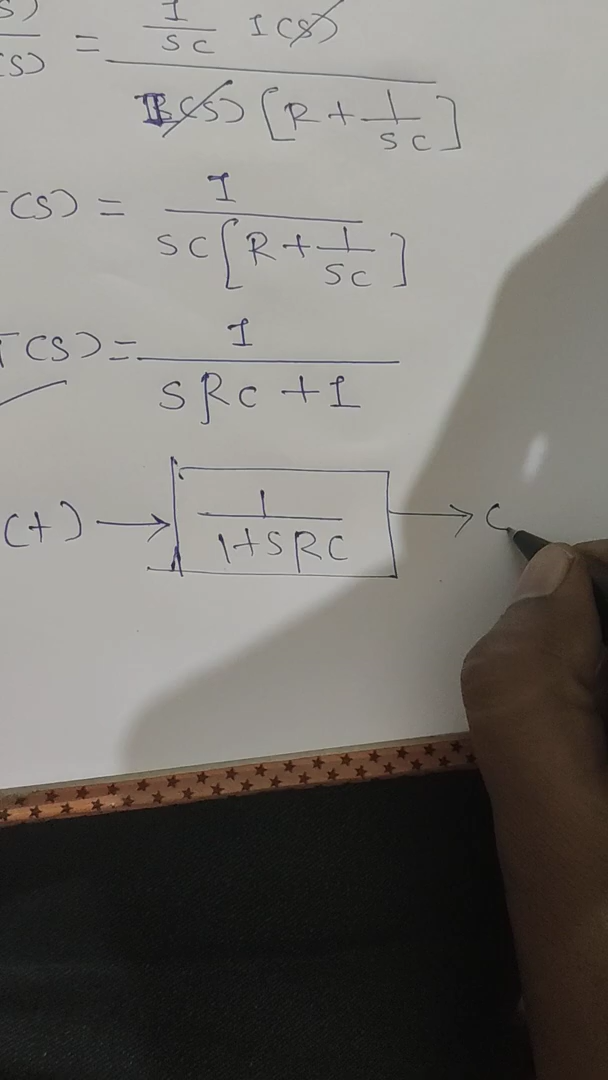 S) / (S) = 1/SC I(S)
I(S) [R + 1/SC]
T(S) = 1 / SC[R + 1/SC]
T(S) = 1 / SRC + 1
(t) → 1 / 1+SRC → C